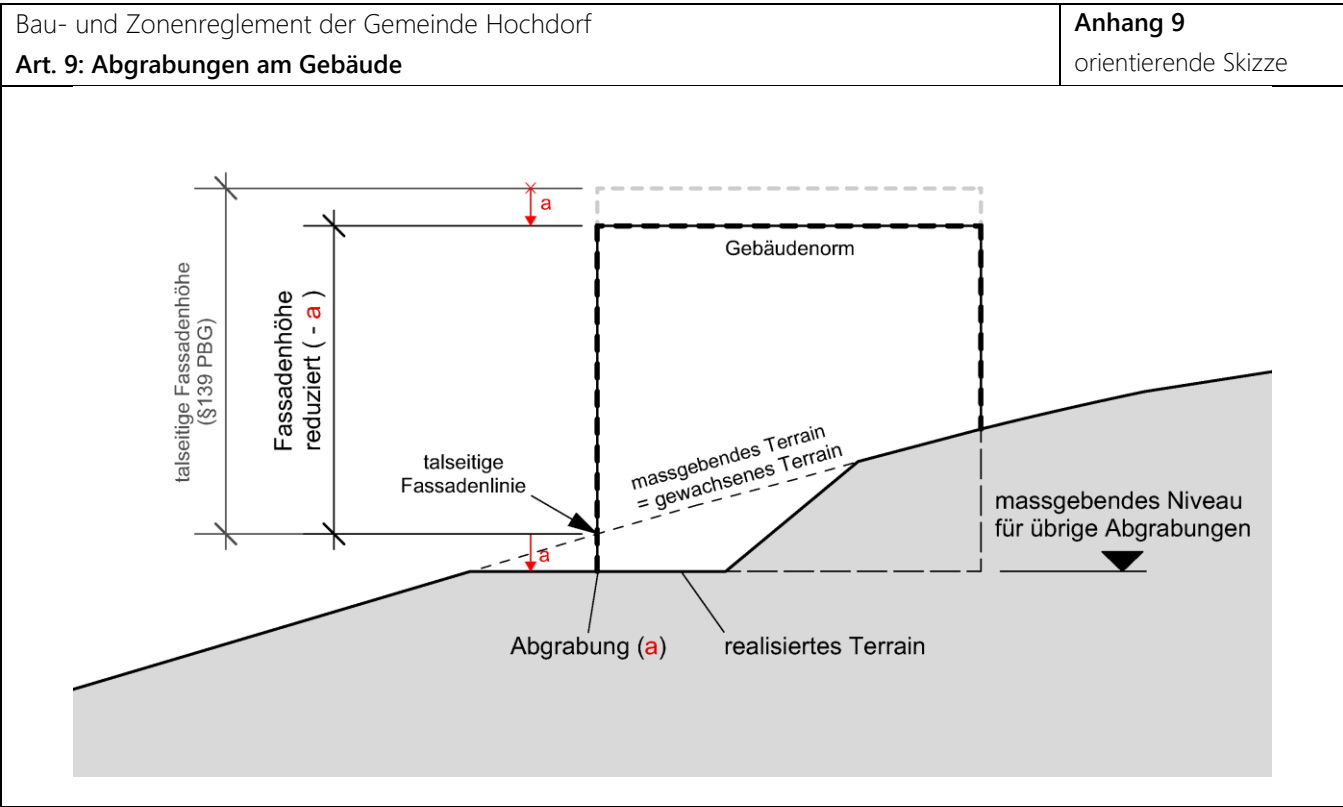 Bau- und Zonenreglement der Gemeinde Hochdorf
Art. 9: Abgrabungen am Gebäude
Anhang 9
orientierende Skizze
a
Gebäudenorm
talseitige Fassadenhöhe
(§139 PBG)
Fassadenhöhe
reduziert ( - a )
talseitige
Fassadenlinie
massgebendes Terrain
= gewachsenes Terrain
massgebendes Niveau
für übrige Abgrabungen
a
Abgrabung (a)
realisiertes Terrain